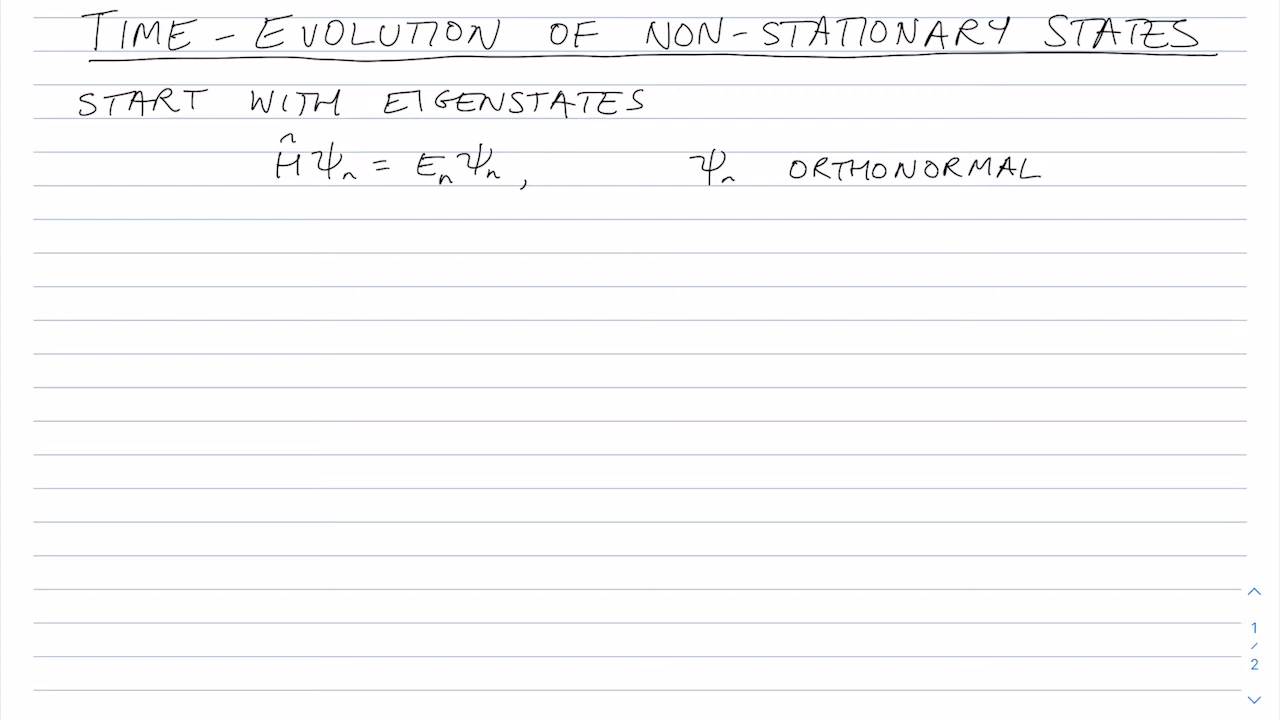 TIME - EVOLUTION OF NON-STATIONARY STATES
START WITH EIGENSTATES
Ĥψₙ = Eₙψₙ, ψₙ ORTHONORMAL
1
/
2